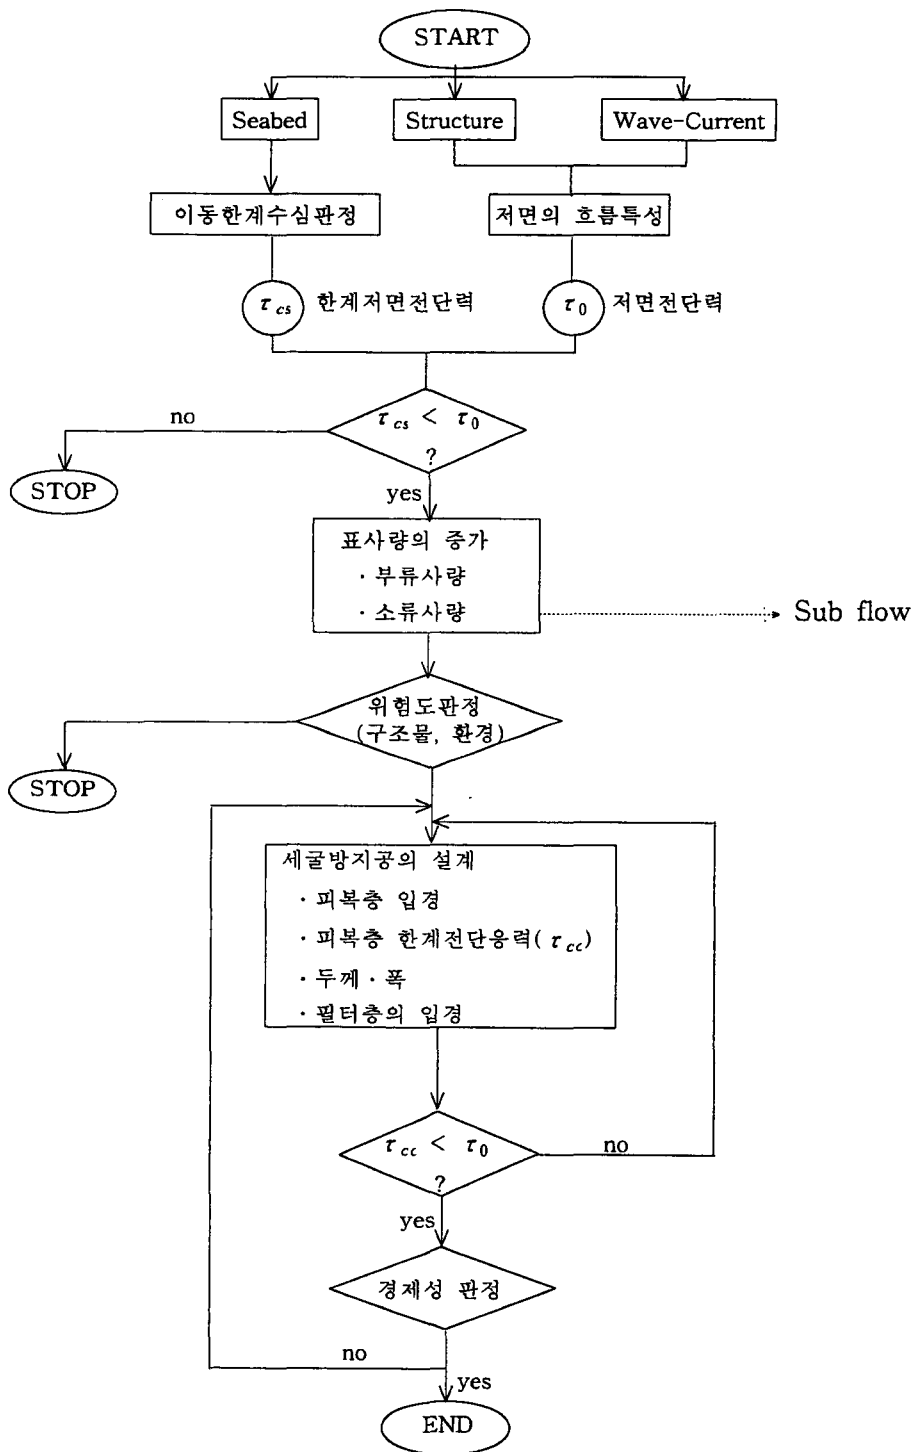 START
Seabed
Structure
Wave-Current
이동한계수심판정
저면의 흐름특성
τcs 한계저면전단력
τ0 저면전단력
τcs < τ0
?
no
STOP
yes
표사량의 증가
· 부류사량
· 소류사량
Sub flow
위험도판정
(구조물, 환경)
STOP
세굴방지공의 설계
· 피복층 입경
· 피복층 한계전단응력(τcc)
· 두께 · 폭
· 필터층의 입경
τcc < τ0
?
no
yes
경제성 판정
no
yes
END